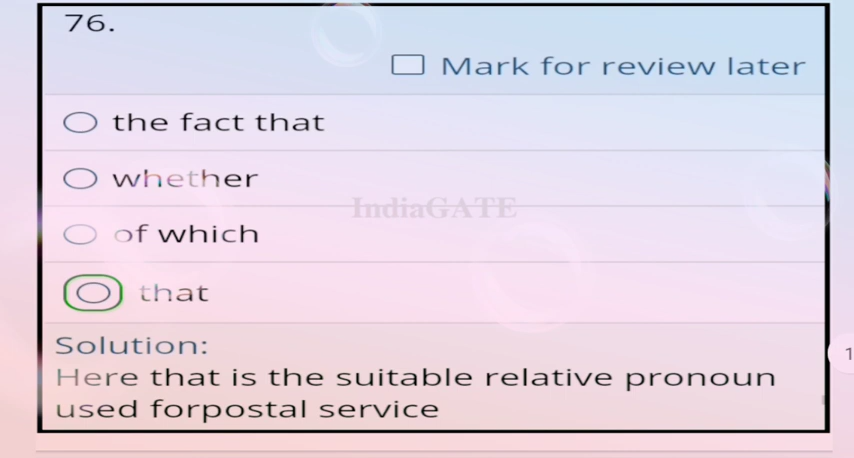 76.
Mark for review later
the fact that
whether
IndiaGATE
of which
that
Solution:
Here that is the suitable relative pronoun
used forpostal service
1